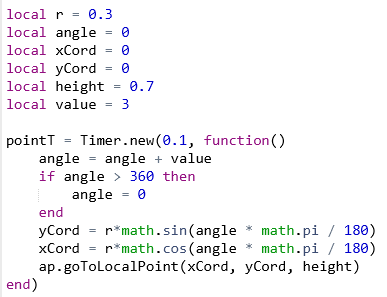 local r = 0.3
local angle = 0
local xCord = 0
local yCord = 0
local height = 0.7
local value = 3

pointT = Timer.new(0.1, function()
    angle = angle + value
    if angle > 360 then
        angle = 0
    end
    yCord = r*math.sin(angle * math.pi / 180)
    xCord = r*math.cos(angle * math.pi / 180)
    ap.goToLocalPoint(xCord, yCord, height)
end)